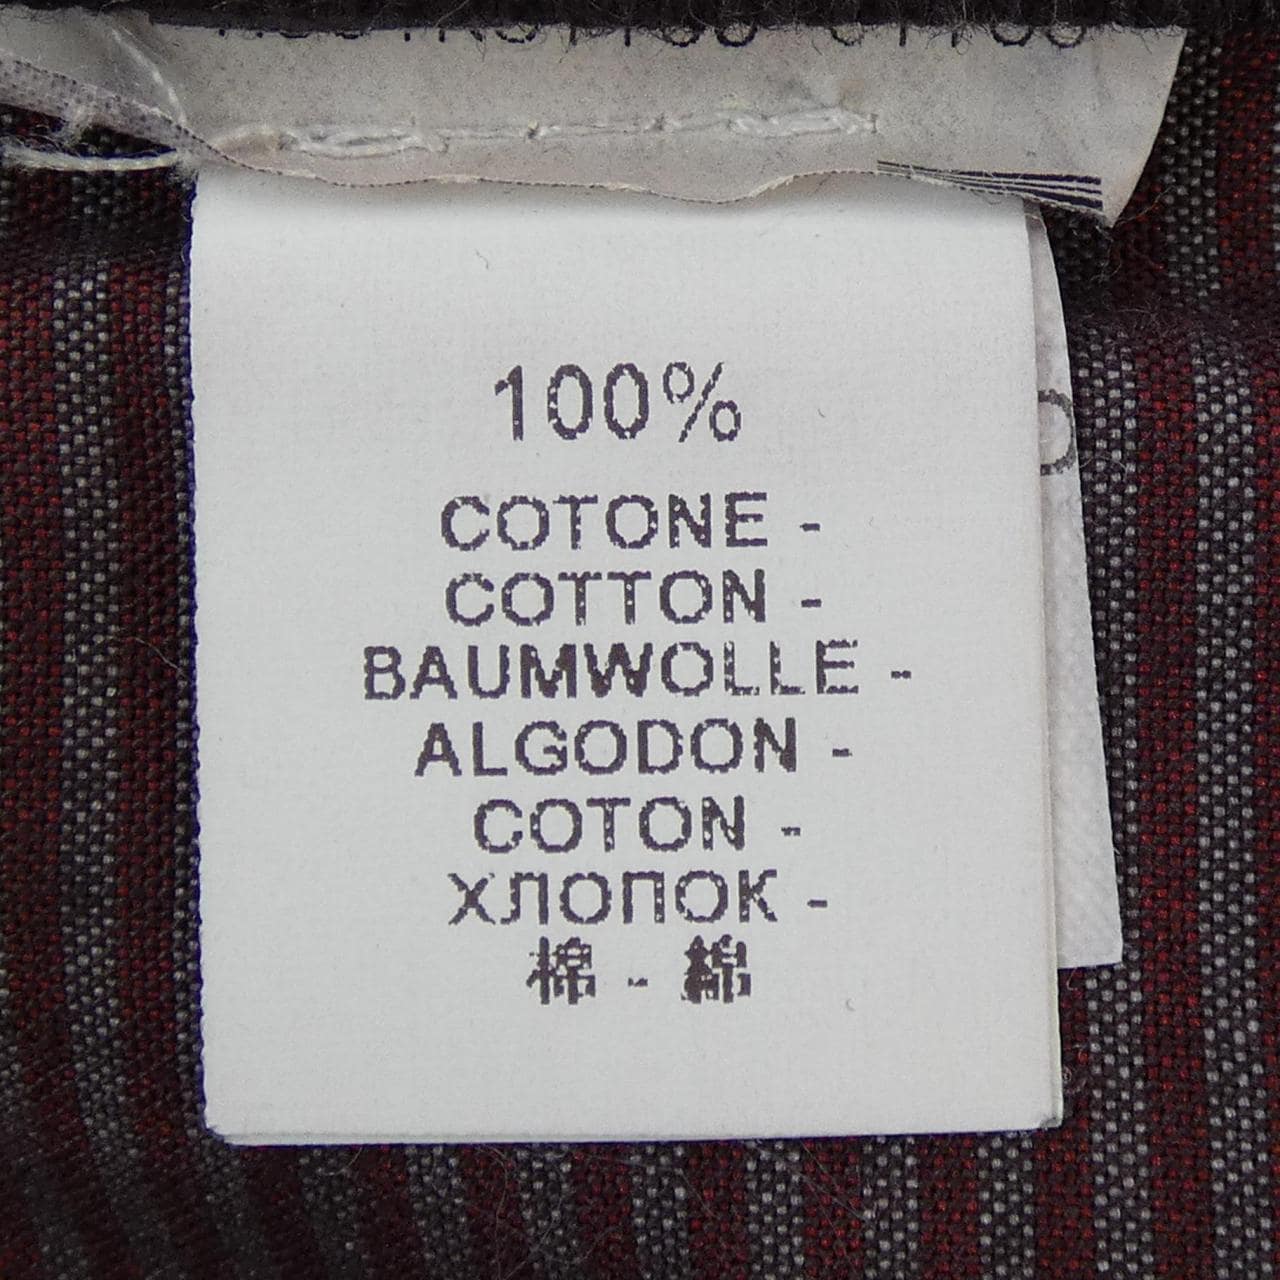 100%
COTONE -
COTTON -
BAUMWOLLE -
ALGODON -
COTON -
ХЛОПОК -
棉 - 綿